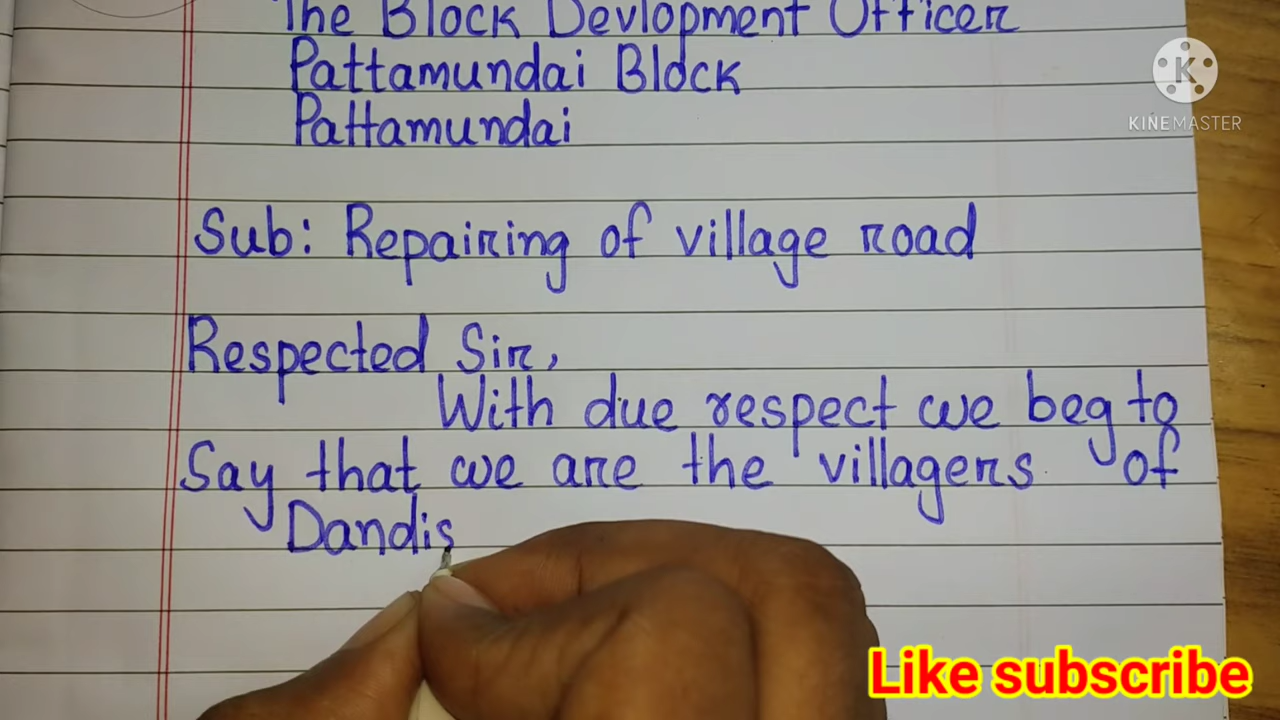 The Block Devlopment Officer
Pattamundai Block
Pattamundai
KINEMASTER
Sub: Repairing of village road
Respected Sir,
With due respect we beg to
Say that we are the villagers of
Dandis
Like subscribe